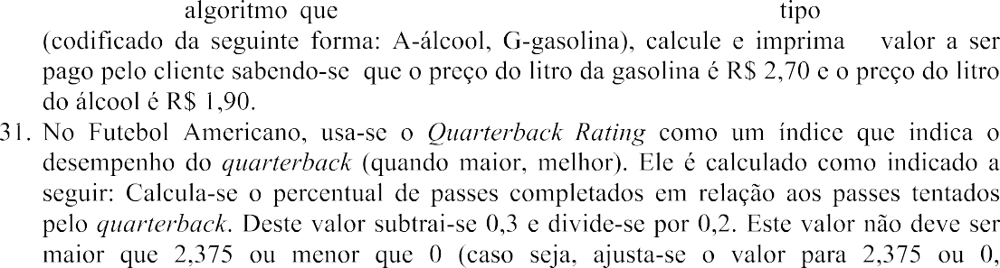 algoritmo que tipo
(codificado da seguinte forma: A-álcool, G-gasolina), calcule e imprima valor a ser
pago pelo cliente sabendo-se que o preço do litro da gasolina é R$ 2,70 e o preço do litro
do álcool é R$ 1,90.
31. No Futebol Americano, usa-se o Quarterback Rating como um índice que indica o
desempenho do quarterback (quando maior, melhor). Ele é calculado como indicado a
seguir: Calcula-se o percentual de passes completados em relação aos passes tentados
pelo quarterback. Deste valor subtrai-se 0,3 e divide-se por 0,2. Este valor não deve ser
maior que 2,375 ou menor que 0 (caso seja, ajusta-se o valor para 2,375 ou 0,